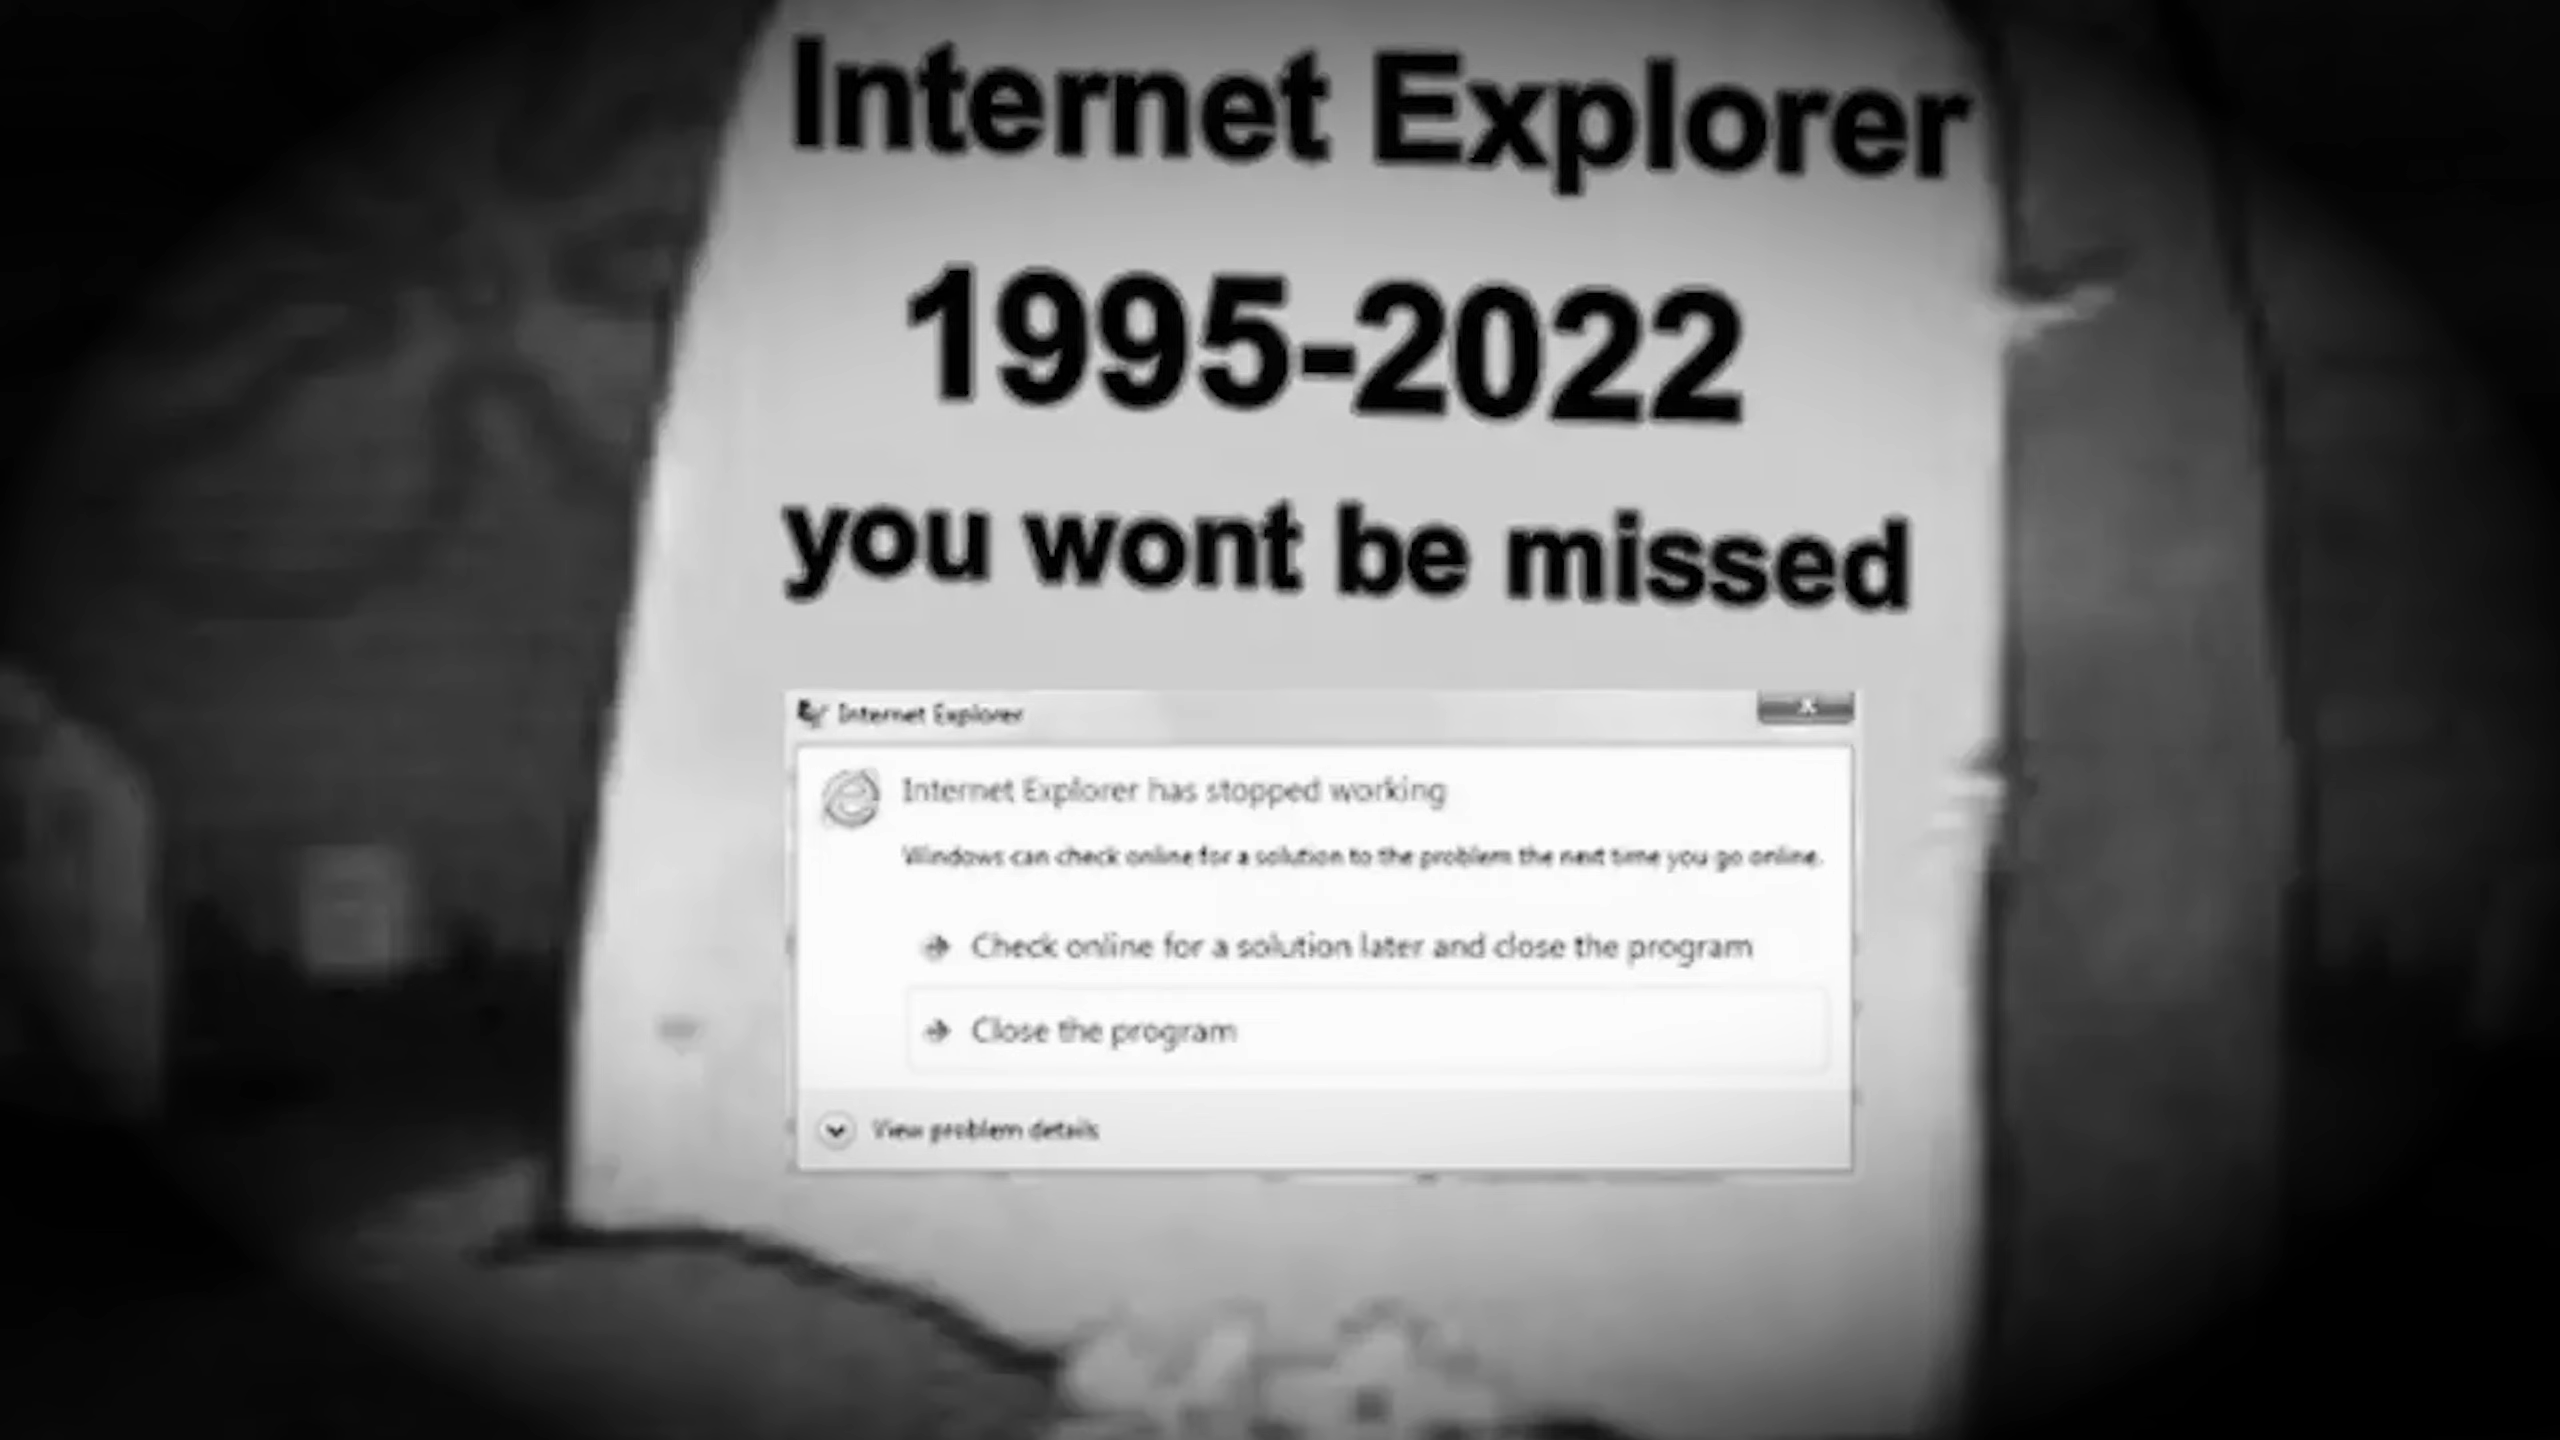 Internet Explorer
1995-2022
you wont be missed
Internet Explorer
x
Internet Explorer has stopped working
Windows can check online for a solution to the problem the next time you go online.
Check online for a solution later and close the program
Close the program
View problem details